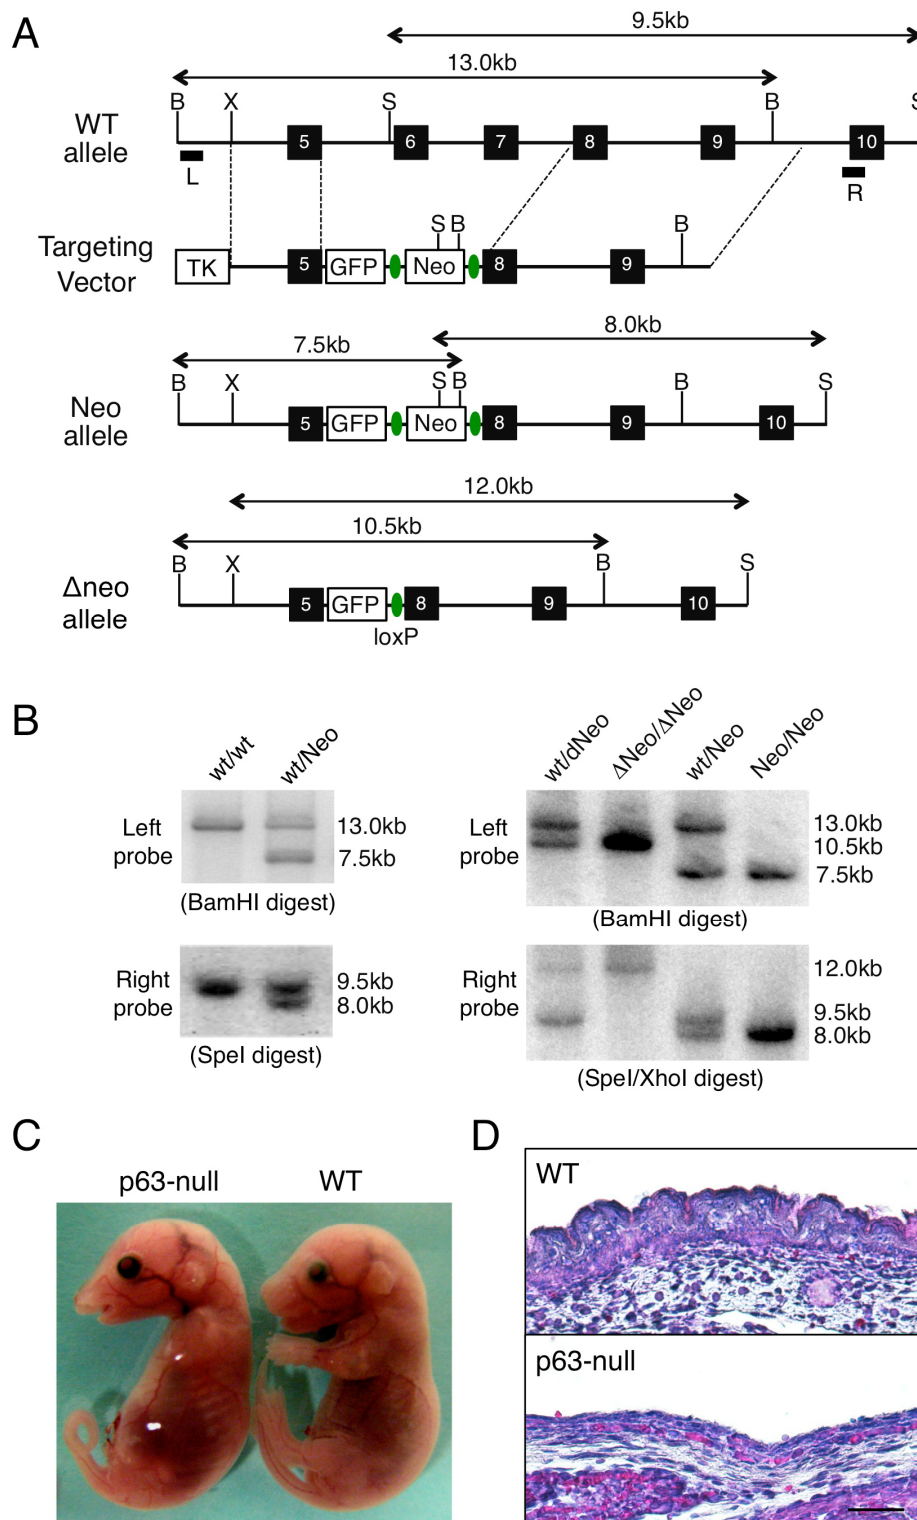 A
9.5kb
13.0kb
B X S B S
WT
allele
5 6 7 8 9 10
L
R
Targeting
Vector
S B B
TK 5 GFP Neo 8 9
8.0kb
7.5kb
B X S B B S
Neo
allele
5 GFP Neo 8 9 10
12.0kb
10.5kb
B X B S
Δneo
allele
5 GFP 8 9 10
loxP
B
wt/wt wt/Neo
Left
probe
13.0kb
7.5kb
(BamHI digest)
Right
probe
9.5kb
8.0kb
(SpeI digest)
wt/dNeo ΔNeo/ΔNeo wt/Neo Neo/Neo
Left
probe
13.0kb
10.5kb
7.5kb
(BamHI digest)
Right
probe
12.0kb
9.5kb
8.0kb
(SpeI/XhoI digest)
C
p63-null WT
D
WT
p63-null